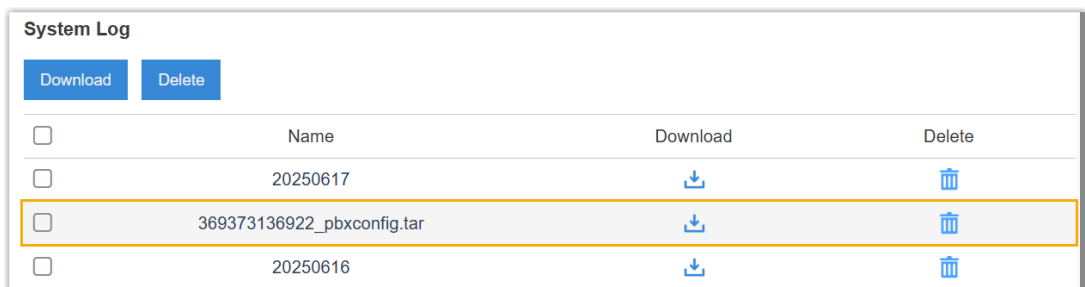 System Log
Download Delete
Name Download Delete
20250617
369373136922_pbxconfig.tar
20250616